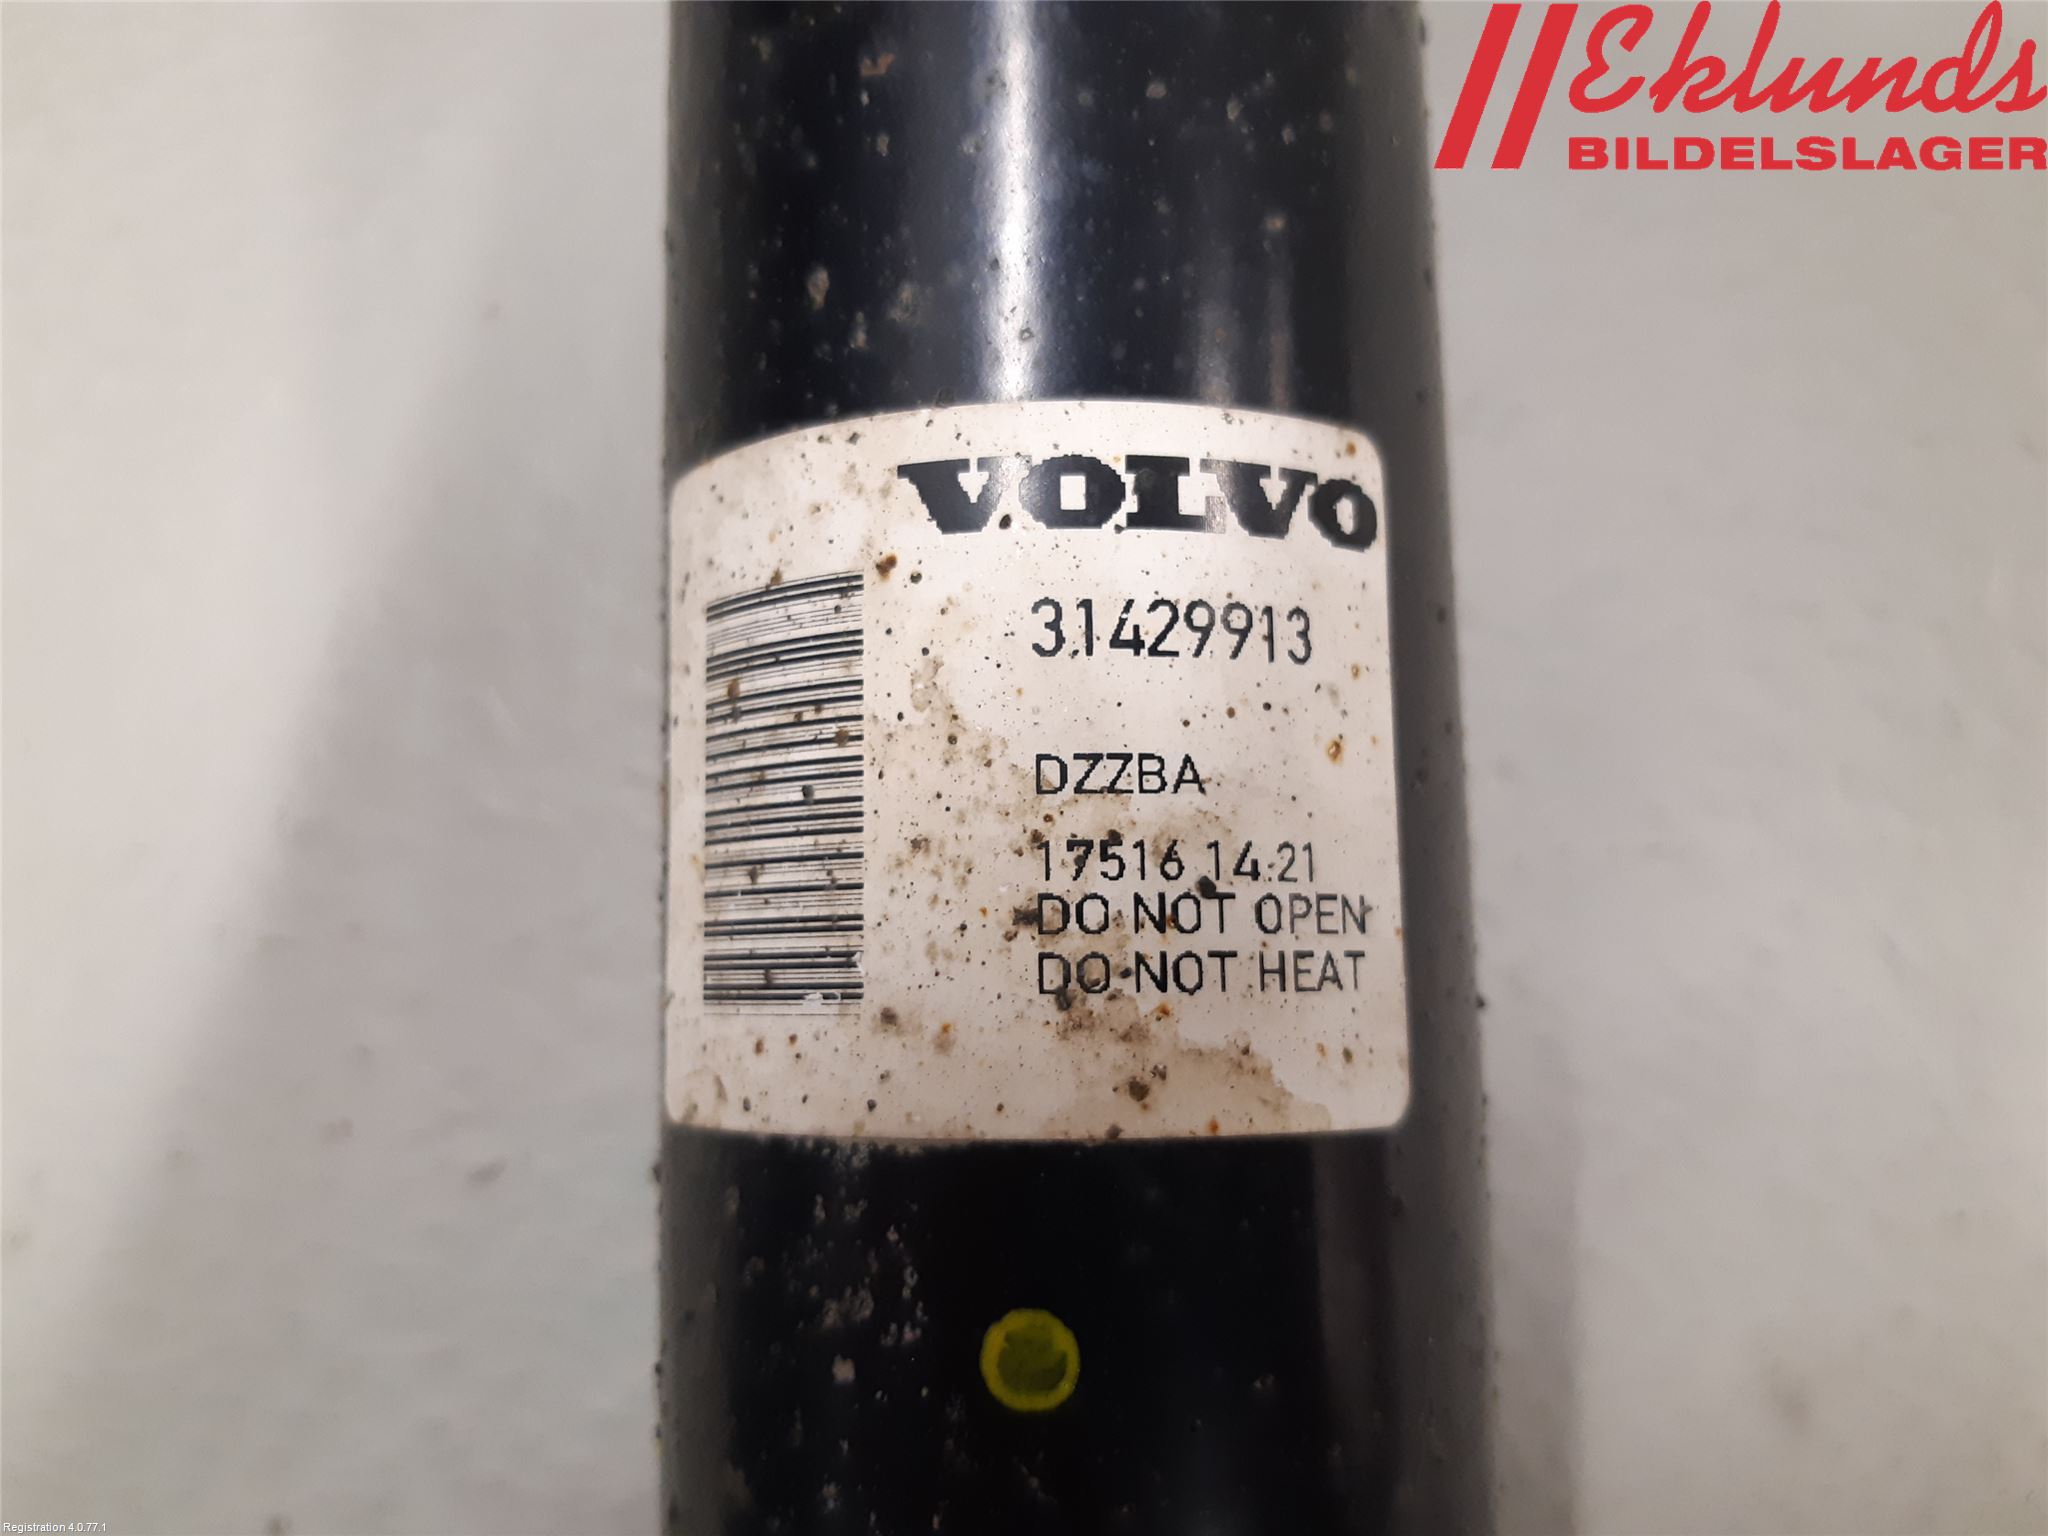 Eklunds
BILDELSLAGER
VOLVO
31429913
DZZBA
17516 14:21
DO NOT OPEN
DO NOT HEAT
Registration 4.0.77.1